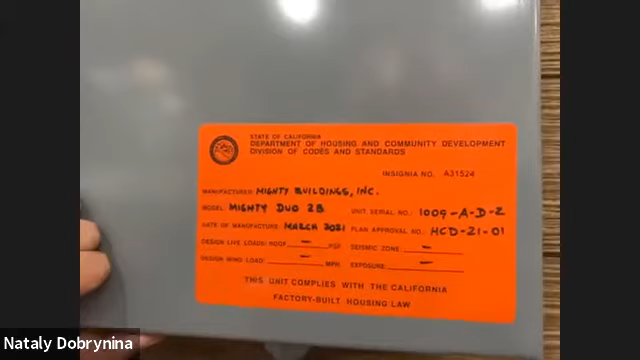 STATE OF CALIFORNIA
DEPARTMENT OF HOUSING AND COMMUNITY DEVELOPMENT
DIVISION OF CODES AND STANDARDS
INSIGNIA NO. A31524
MANUFACTURER MIGHTY BUILDINGS, INC.
MODEL MIGHTY DUO 2B UNIT SERIAL NO.: 1009-A-D-2
DATE OF MANUFACTURE: MARCH 2021 PLAN APPROVAL NO.: HCD-21-01
DESIGN LIVE LOADS: ROOF — PSF SEISMIC ZONE: —
DESIGN WIND LOAD: — MPH EXPOSURE: —
THIS UNIT COMPLIES WITH THE CALIFORNIA
FACTORY-BUILT HOUSING LAW
Nataly Dobrynina